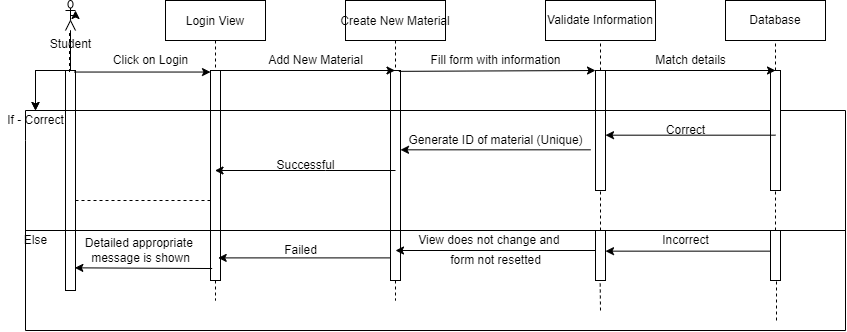 Login View
Create New Material
Validate Information
Database
Student
Click on Login
Add New Material
Fill form with information
Match details
If - Correct
Correct
Generate ID of material (Unique)
Successful
Else
Detailed appropriate
message is shown
Failed
View does not change and
form not resetted
Incorrect